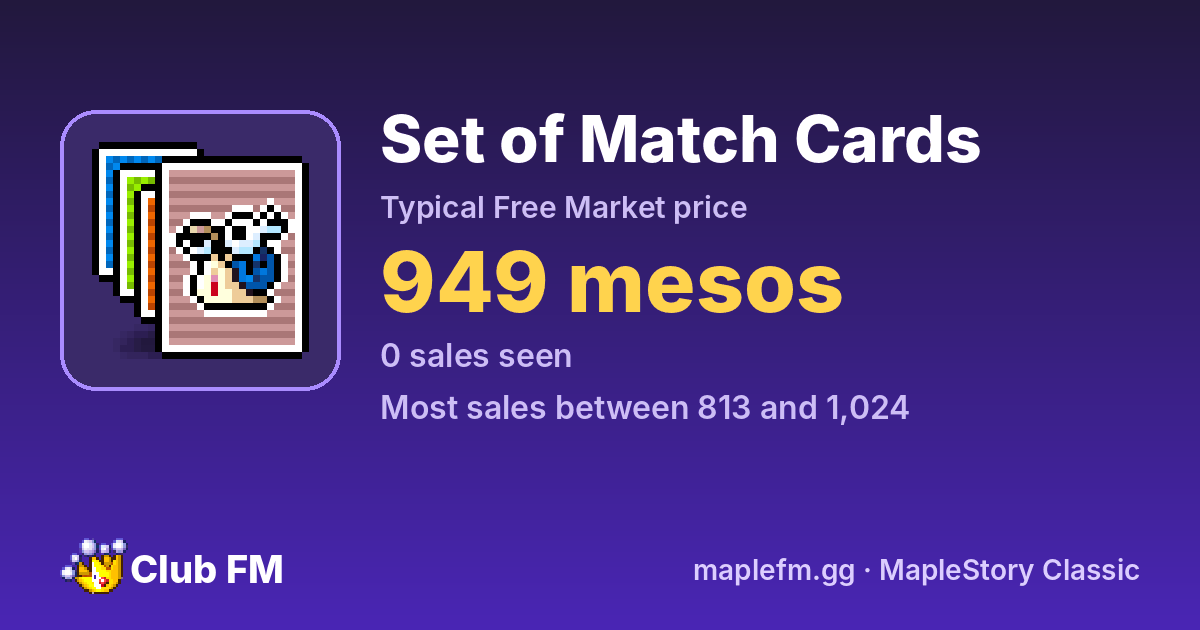 Set of Match Cards
Typical Free Market price
949 mesos
0 sales seen
Most sales between 813 and 1,024
Club FM
maplefm.gg · MapleStory Classic